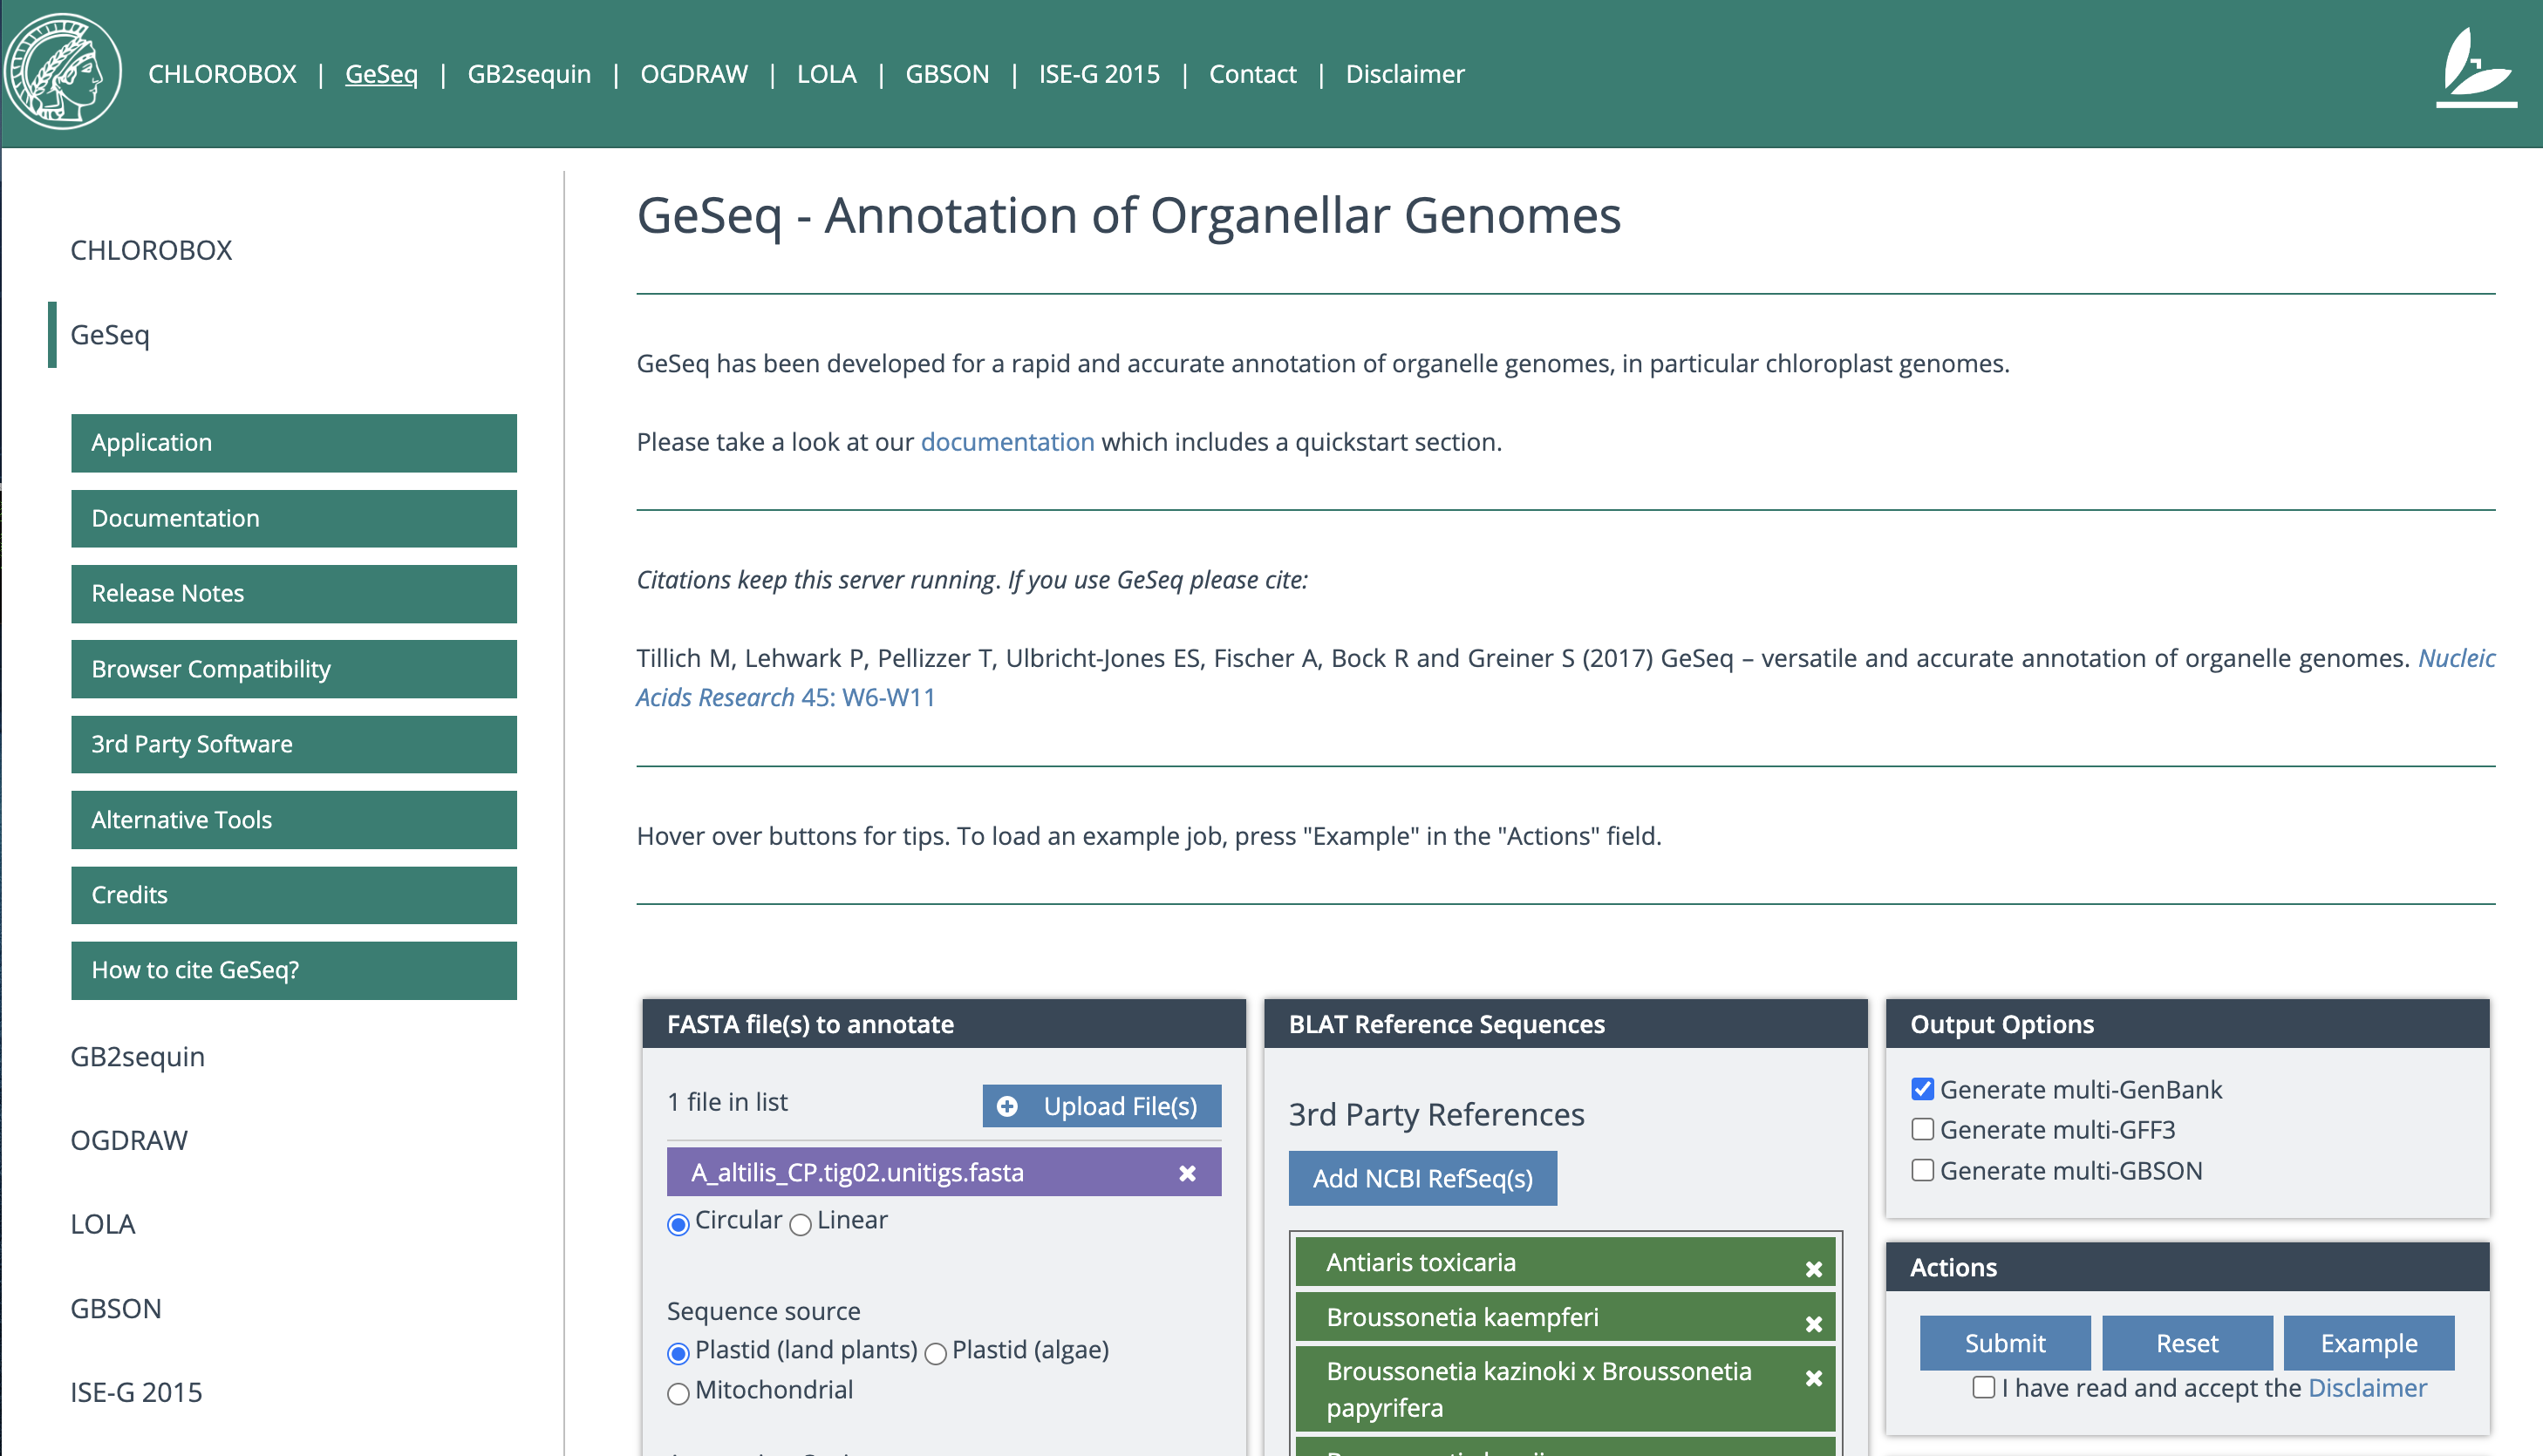 CHLOROBOX | GeSeq | GB2sequin | OGDRAW | LOLA | GBSON | ISE-G 2015 | Contact | Disclaimer
CHLOROBOX
GeSeq
Application
Documentation
Release Notes
Browser Compatibility
3rd Party Software
Alternative Tools
Credits
How to cite GeSeq?
GB2sequin
OGDRAW
LOLA
GBSON
ISE-G 2015
GeSeq - Annotation of Organellar Genomes
GeSeq has been developed for a rapid and accurate annotation of organelle genomes, in particular chloroplast genomes.
Please take a look at our documentation which includes a quickstart section.
Citations keep this server running. If you use GeSeq please cite:
Tillich M, Lehwark P, Pellizzer T, Ulbricht-Jones ES, Fischer A, Bock R and Greiner S (2017) GeSeq – versatile and accurate annotation of organelle genomes. Nucleic
Acids Research 45: W6-W11
Hover over buttons for tips. To load an example job, press "Example" in the "Actions" field.
FASTA file(s) to annotate
1 file in list
Upload File(s)
A_altilis_CP.tig02.unitigs.fasta
Circular Linear
Sequence source
Plastid (land plants) Plastid (algae)
Mitochondrial
BLAT Reference Sequences
3rd Party References
Add NCBI RefSeq(s)
Antiaris toxicaria
Broussonetia kaempferi
Broussonetia kazinoki x Broussonetia
papyrifera
Output Options
Generate multi-GenBank
Generate multi-GFF3
Generate multi-GBSON
Actions
Submit
Reset
Example
I have read and accept the Disclaimer